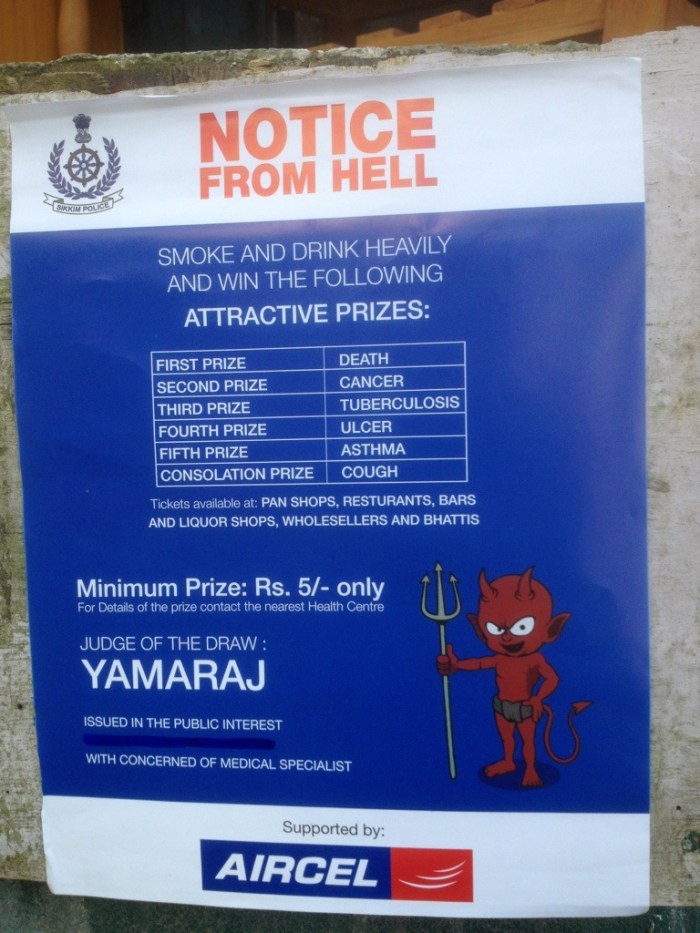 SIKKIM POLICE
NOTICE
FROM HELL
SMOKE AND DRINK HEAVILY
AND WIN THE FOLLOWING
ATTRACTIVE PRIZES:
FIRST PRIZE DEATH
SECOND PRIZE CANCER
THIRD PRIZE TUBERCULOSIS
FOURTH PRIZE ULCER
FIFTH PRIZE ASTHMA
CONSOLATION PRIZE COUGH
Tickets available at: PAN SHOPS, RESTURANTS, BARS
AND LIQUOR SHOPS, WHOLESELLERS AND BHATTIS
Minimum Prize: Rs. 5/- only
For Details of the prize contact the nearest Health Centre
JUDGE OF THE DRAW :
YAMARAJ
ISSUED IN THE PUBLIC INTEREST
WITH CONCERNED OF MEDICAL SPECIALIST
Supported by:
AIRCEL